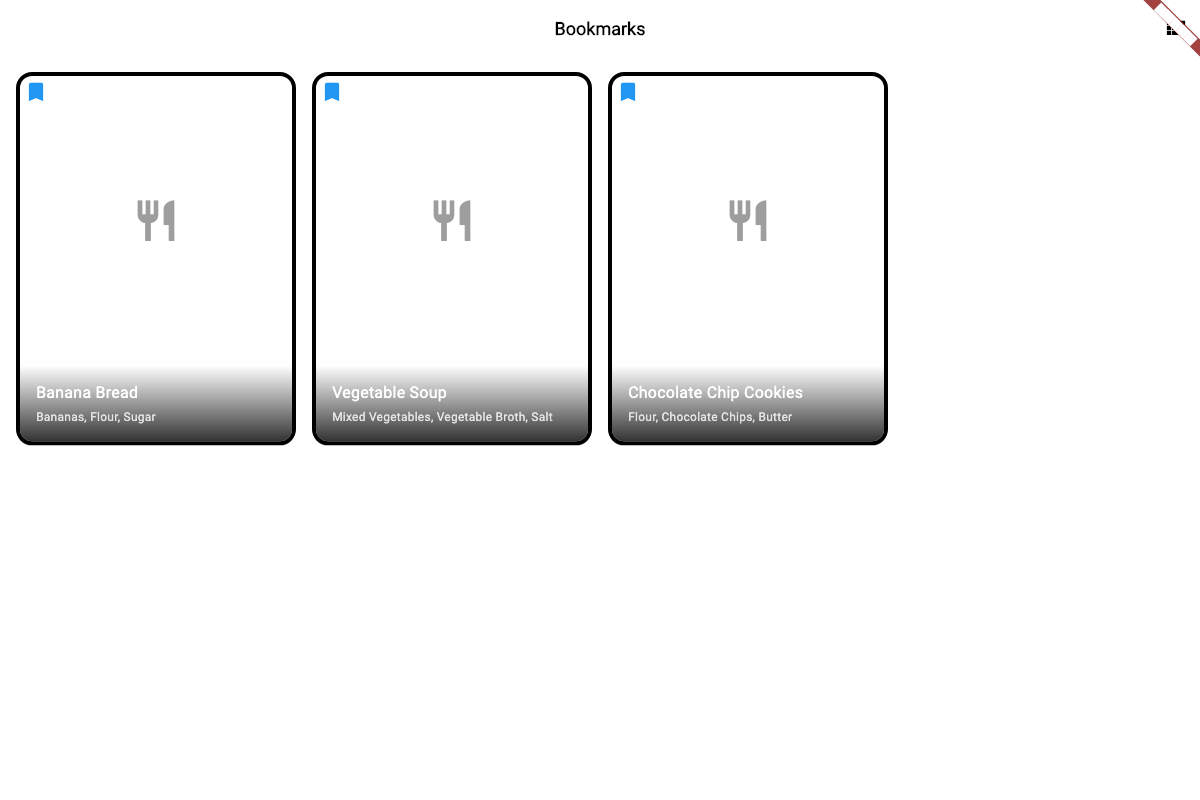 Bookmarks
Banana Bread
Bananas, Flour, Sugar
Vegetable Soup
Mixed Vegetables, Vegetable Broth, Salt
Chocolate Chip Cookies
Flour, Chocolate Chips, Butter